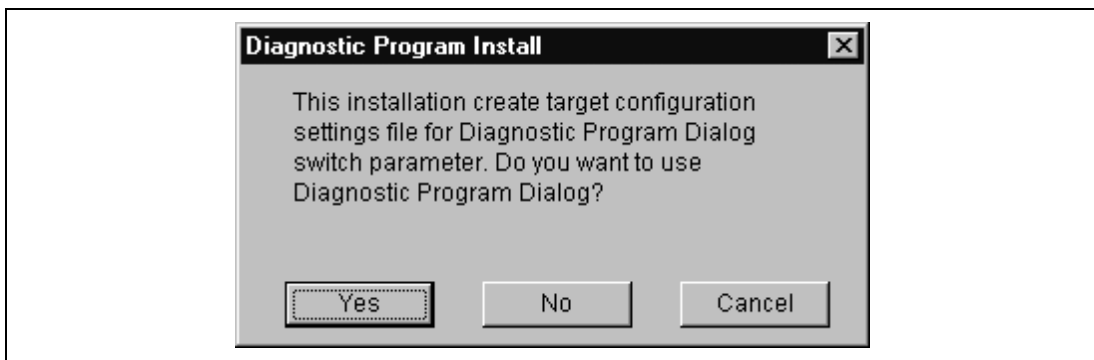 Diagnostic Program Install
This installation create target configuration
settings file for Diagnostic Program Dialog
switch parameter. Do you want to use
Diagnostic Program Dialog?
Yes No Cancel